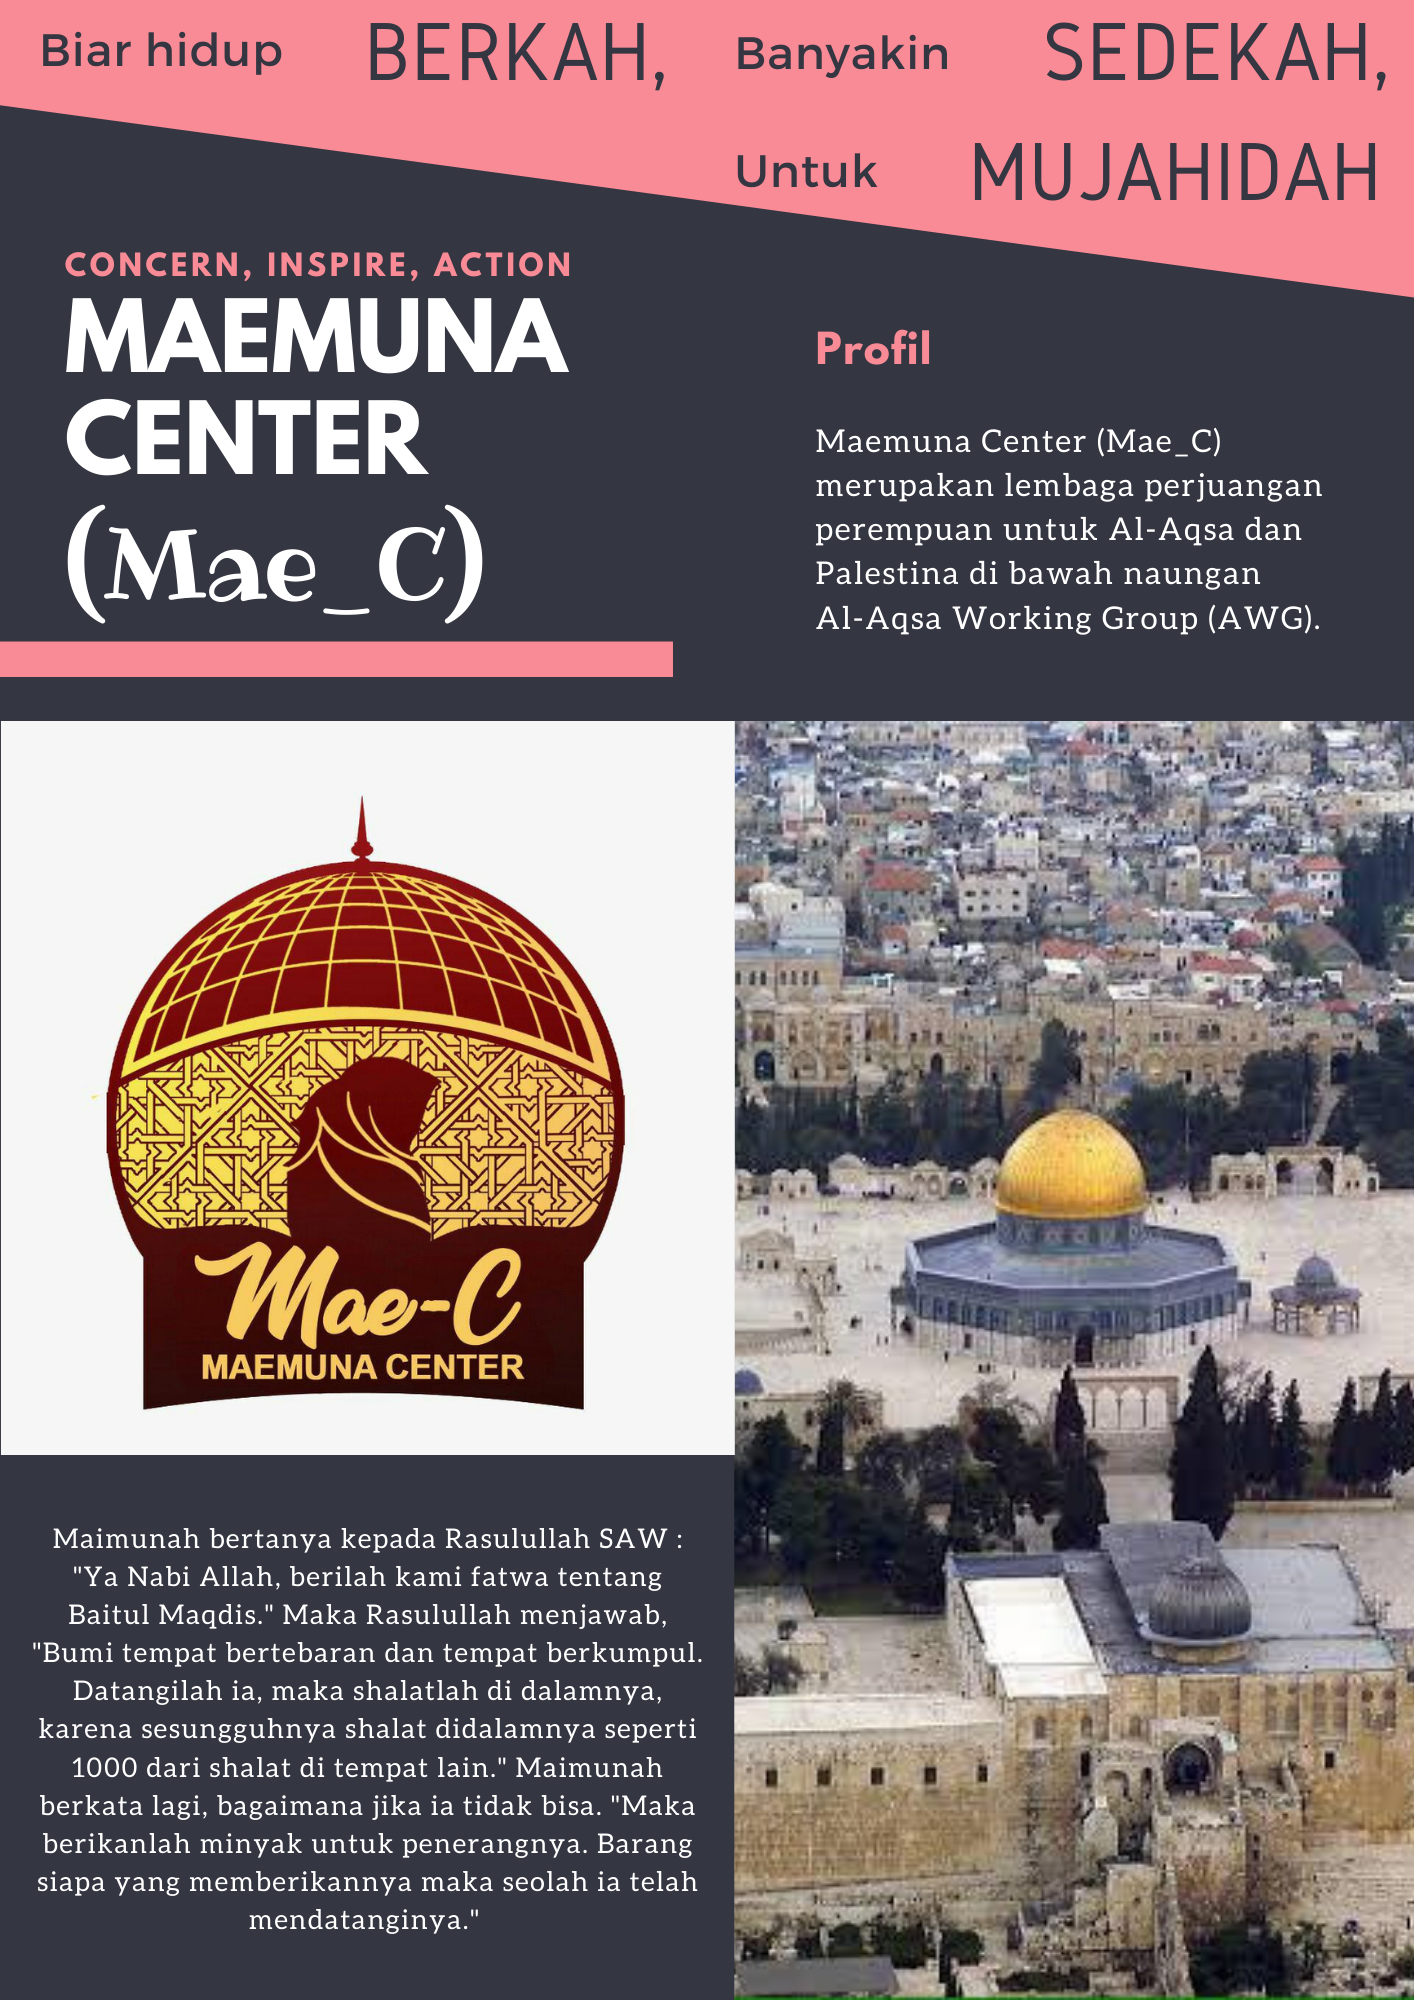 Biar hidup BERKAH, Banyakin SEDEKAH,
Untuk MUJAHIDAH
CONCERN, INSPIRE, ACTION
MAEMUNA
CENTER
(Mae_C)
Profil
Maemuna Center (Mae_C)
merupakan lembaga perjuangan
perempuan untuk Al-Aqsa dan
Palestina di bawah naungan
Al-Aqsa Working Group (AWG).
Mae-C
MAEMUNA CENTER
Maimunah bertanya kepada Rasulullah SAW :
"Ya Nabi Allah, berilah kami fatwa tentang
Baitul Maqdis." Maka Rasulullah menjawab,
"Bumi tempat bertebaran dan tempat berkumpul.
Datangilah ia, maka shalatlah di dalamnya,
karena sesungguhnya shalat didalamnya seperti
1000 dari shalat di tempat lain." Maimunah
berkata lagi, bagaimana jika ia tidak bisa. "Maka
berikanlah minyak untuk penerangnya. Barang
siapa yang memberikannya maka seolah ia telah
mendatanginya."